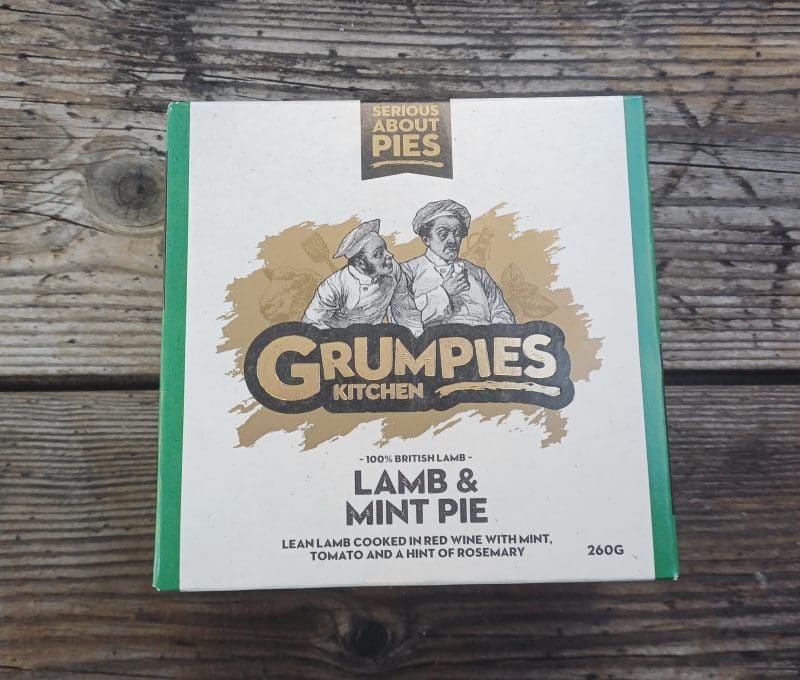 SERIOUS
ABOUT
PIES
GRUMPIES
KITCHEN
- 100% BRITISH LAMB -
LAMB &
MINT PIE
LEAN LAMB COOKED IN RED WINE WITH MINT,
TOMATO AND A HINT OF ROSEMARY
260G